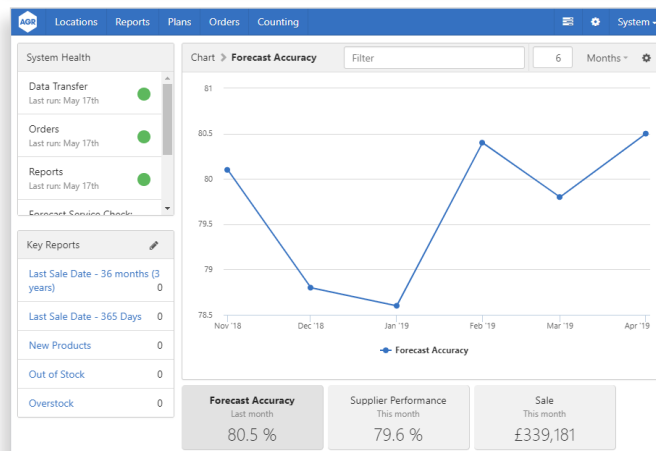 AGR Locations Reports Plans Orders Counting System
System Health
Data Transfer
Last run: May 17th
Orders
Last run: May 17th
Reports
Last run: May 17th
Forecast Service Check:
Key Reports
Last Sale Date - 36 months (3
years) 0
Last Sale Date - 365 Days 0
New Products 0
Out of Stock 0
Overstock 0
Chart Forecast Accuracy Filter 6 Months
81
80.5
80
79.5
79
78.5
Nov '18 Dec '18 Jan '19 Feb '19 Mar '19 Apr '19
Forecast Accuracy
Forecast Accuracy
Last month
80.5 %
Supplier Performance
This month
79.6 %
Sale
This month
£339,181